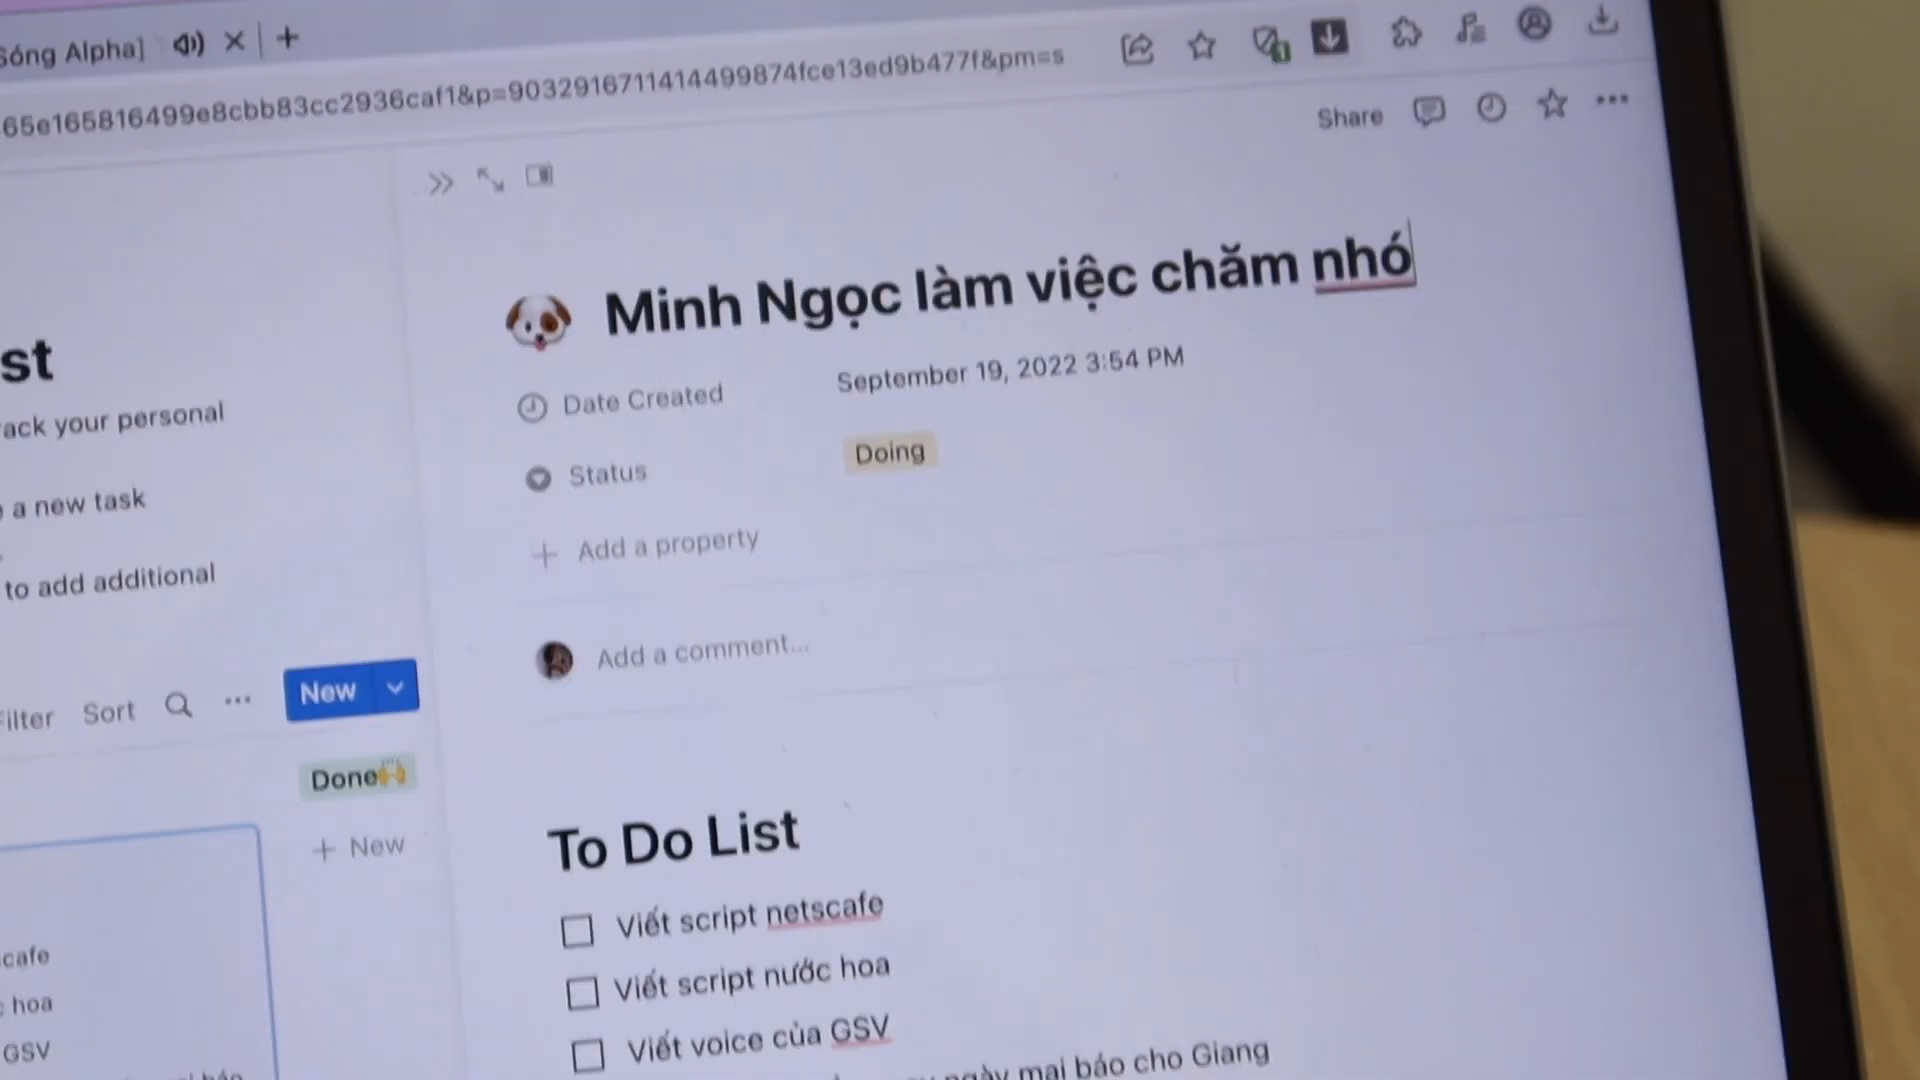 Sóng Alpha]
65e165816499e8cbb83cc2936caf1&p=9032916711414499874fce13ed9b477f&pm=s
Share
Minh Ngọc làm việc chăm nhó
Date Created September 19, 2022 3:54 PM
Status Doing
Add a property
Add a comment...
To Do List
Viết script netscafe
Viết script nước hoa
Viết voice của GSV
ngày mai báo cho Giang
st
ack your personal
a new task
to add additional
Filter Sort ... New
Done🙌
+ New
cafe
hoa
GSV
báo